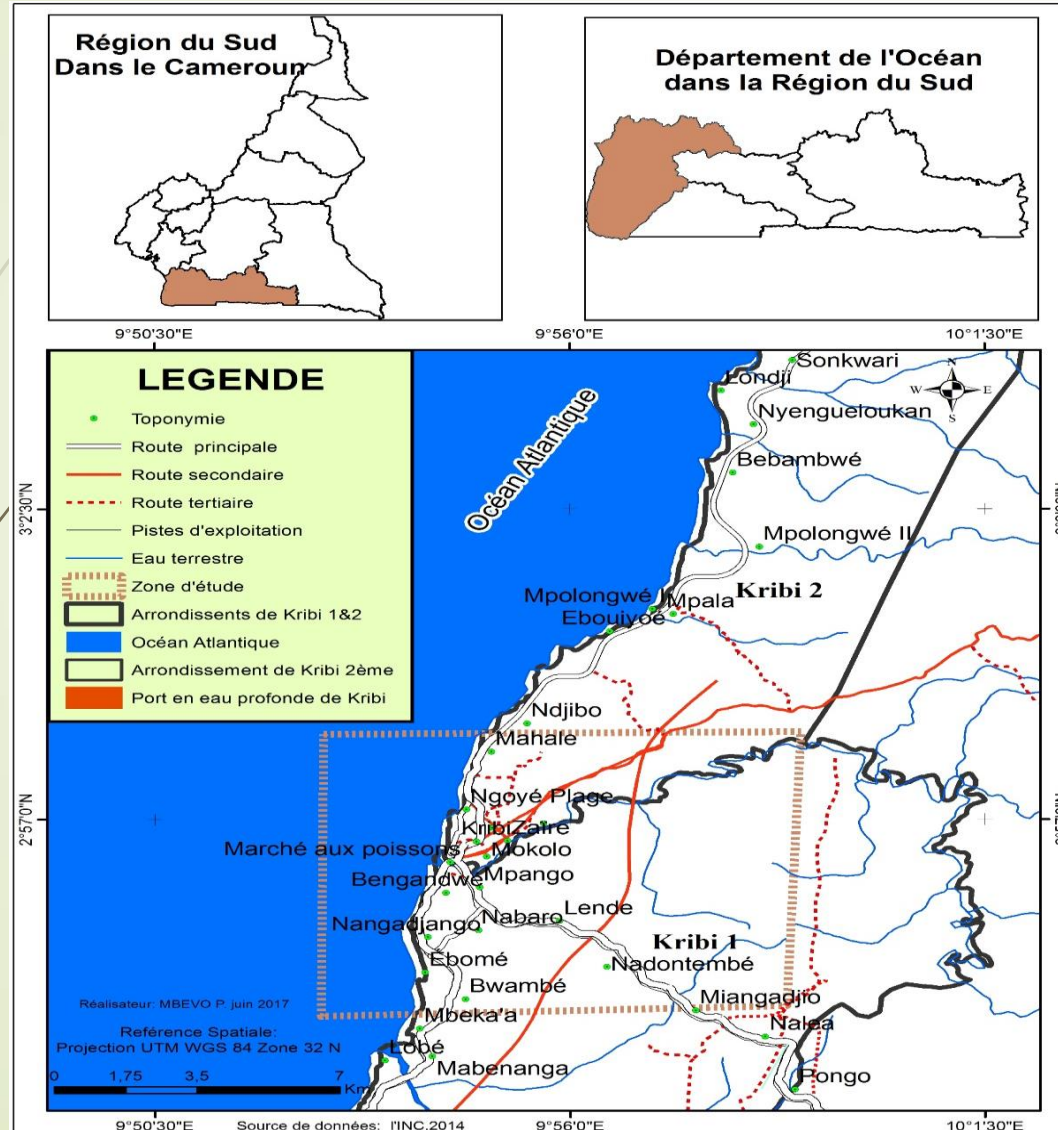 Région du Sud
Dans le Cameroun
Département de l'Océan
dans la Région du Sud
9°50'30"E
9°56'0"E
10°1'30"E
LEGENDE
Toponymie
Route principale
Route secondaire
Route tertiaire
Pistes d'exploitation
Eau terrestre
Zone d'étude
Arrondissents de Kribi 1&2
Océan Atlantique
Arrondissement de Kribi 2ème
Port en eau profonde de Kribi
Océan Atlantique
N
W E
S
Sonkwari
Londji
Nyengueloukan
Bebambwé
3°2'30"N
Mpolongwé II
Kribi 2
Mpolongwé I
Mpala
Ebouiyoé
Ndjibo
Mahale
Ngoyé Plage
2°57'0"N
KribiZaïre
Marché aux poissons
Mokolo
Mpango
Bengandwé
Nabaro
Lende
Nangadjango
Kribi 1
Ebomé
Nadontembé
Bwambé
Miangadjio
Mbeka'a
Nalea
Lobé
Mabenanga
Pongo
Réalisateur: MBEVO P. juin 2017
Reférence Spatiale:
Projection UTM WGS 84 Zone 32 N
0 1,75 3,5 7
Km
9°50'30"E
Source de données: l'INC,2014
9°56'0"E
10°1'30"E